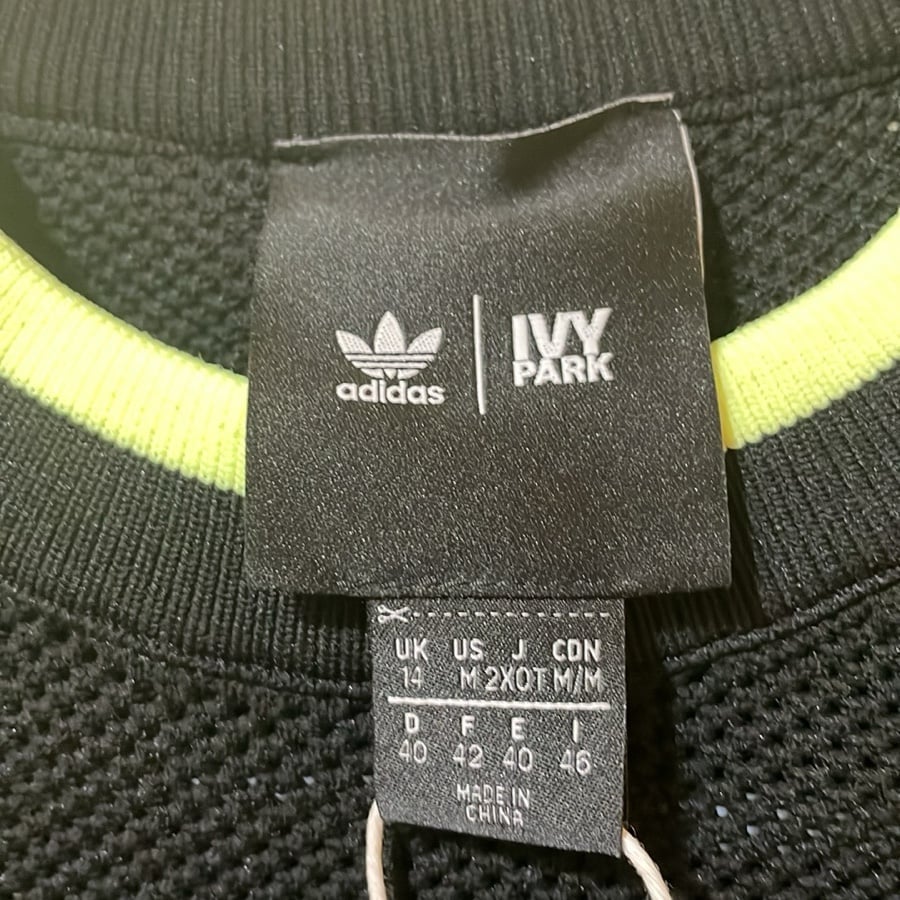 adidas
IVY
PARK
UK US J CDN
14 M 2XOT M/M
D F E I
40 42 40 46
MADE IN
CHINA